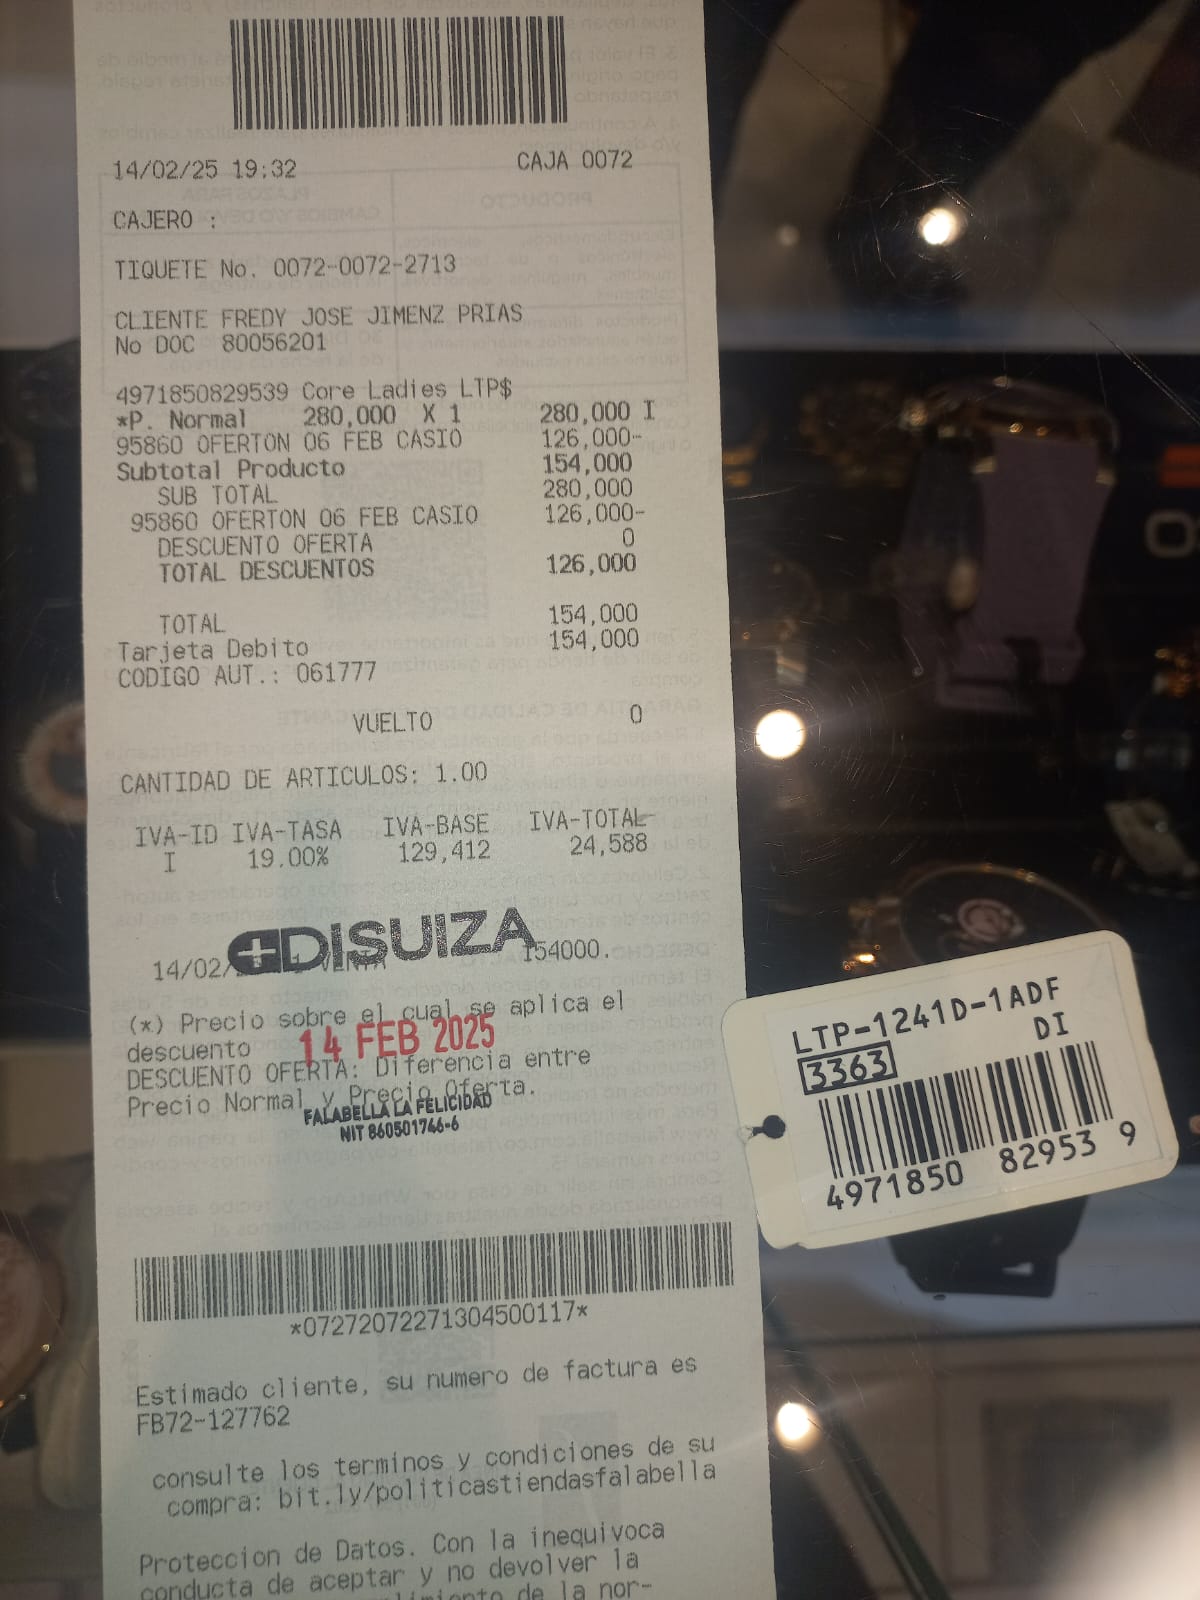 14/02/25 19:32 CAJA 0072
CAJERO :
TIQUETE No. 0072-0072-2713
CLIENTE FREDY JOSE JIMENZ PRIAS
No DOC 80056201
4971850829539 Core Ladies LTP$
*P. Normal 280,000 X 1 280,000 I
95860 OFERTON 06 FEB CASIO 126,000-
Subtotal Producto 154,000
SUB TOTAL 280,000
95860 OFERTON 06 FEB CASIO 126,000-
DESCUENTO OFERTA 0
TOTAL DESCUENTOS 126,000
TOTAL 154,000
Tarjeta Debito 154,000
CODIGO AUT.: 061777
VUELTO 0
CANTIDAD DE ARTICULOS: 1.00
IVA-ID IVA-TASA IVA-BASE IVA-TOTAL
I 19.00% 129,412 24,588
DISUIZA
14/02/ 154000.
(*) Precio sobre el cual se aplica el
descuento
14 FEB 2025
DESCUENTO OFERTA: Diferencia entre
Precio Normal y Precio Oferta.
FALABELLA LA FELICIDAD
NIT 860501746-6
*07272072271304500117*
Estimado cliente, su numero de factura es
FB72-127762
consulte los terminos y condiciones de su
compra: bit.ly/politicastiendasfalabella
Proteccion de Datos. Con la inequivoca
conducta de aceptar y no devolver la
de la nor-
LTP-1241D-1ADF
3363 DI
4971850 82953 9